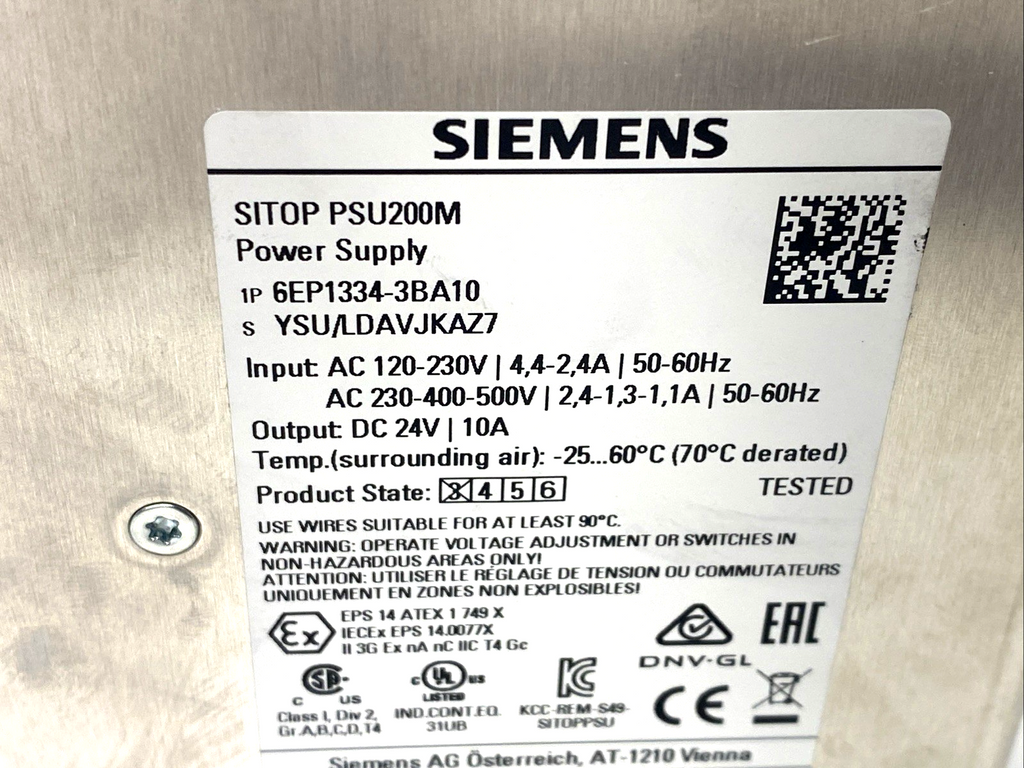 SIEMENS
SITOP PSU200M
Power Supply
1P 6EP1334-3BA10
S YSU/LDAVJKAZ7
Input: AC 120-230V | 4,4-2,4A | 50-60Hz
AC 230-400-500V | 2,4-1,3-1,1A | 50-60Hz
Output: DC 24V | 10A
Temp.(surrounding air): -25...60°C (70°C derated)
Product State: 3 4 5 6
TESTED
USE WIRES SUITABLE FOR AT LEAST 90°C.
WARNING: OPERATE VOLTAGE ADJUSTMENT OR SWITCHES IN
NON-HAZARDOUS AREAS ONLY!
ATTENTION: UTILISER LE RÉGLAGE DE TENSION OU COMMUTATEURS
UNIQUEMENT EN ZONES NON EXPLOSIBLES!
Ex
EPS 14 ATEX 1 749 X
IECEx EPS 14.0077X
II 3G Ex nA nC IIC T4 Gc
DNV·GL
EAC
SP
C US
Class I, Div 2,
Gr.A,B,C,D,T4
c UL us
LISTED
IND.CONT.EQ.
31UB
KC
KCC-REM-S49-
SITOPPSU
CE
Siemens AG Österreich, AT-1210 Vienna